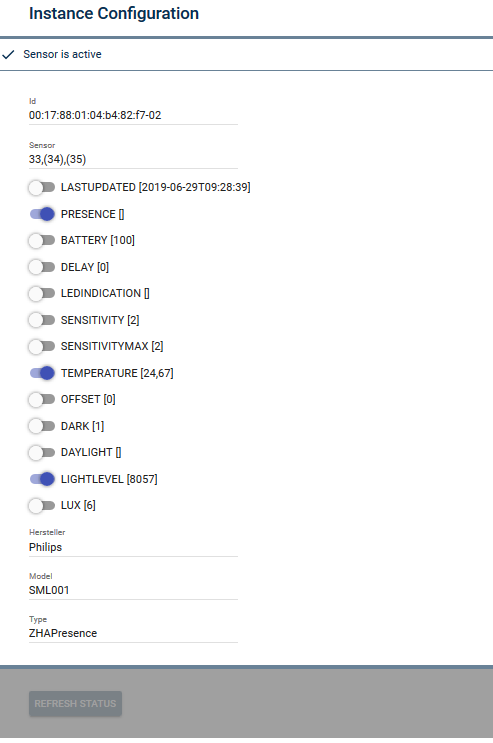 Instance Configuration
Sensor is active
Id
00:17:88:01:04:b4:82:f7-02
Sensor
33,(34),(35)
LASTUPDATED [2019-06-29T09:28:39]
PRESENCE []
BATTERY [100]
DELAY [0]
LEDINDICATION []
SENSITIVITY [2]
SENSITIVITYMAX [2]
TEMPERATURE [24,67]
OFFSET [0]
DARK [1]
DAYLIGHT []
LIGHTLEVEL [8057]
LUX [6]
Hersteller
Philips
Model
SML001
Type
ZHAPresence
REFRESH STATUS